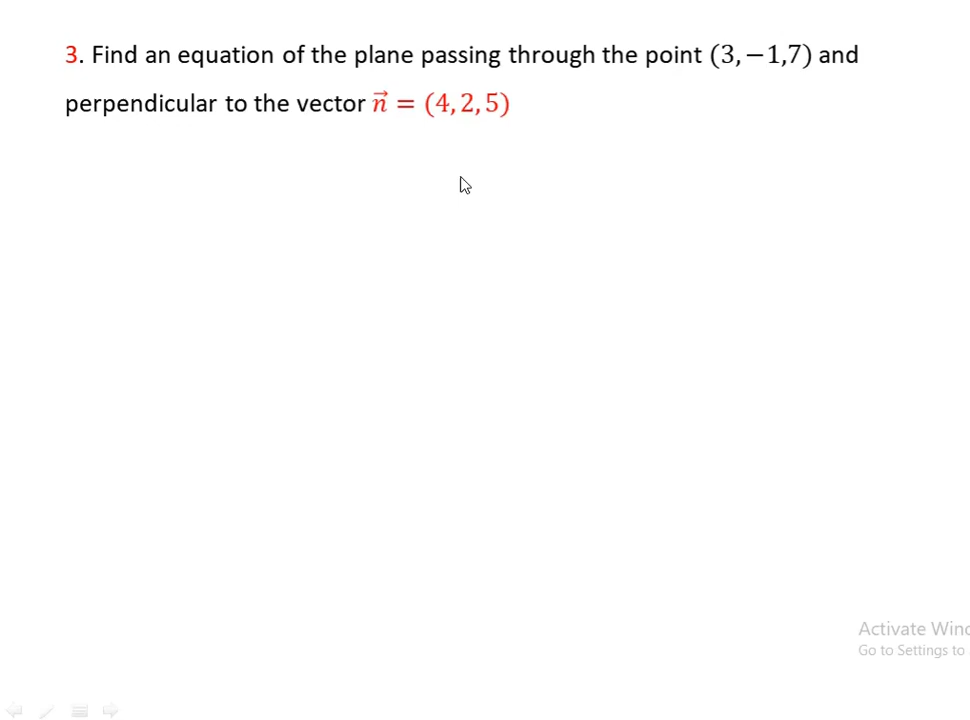 3. Find an equation of the plane passing through the point (3, −1,7) and
perpendicular to the vector n⃗ = (4, 2, 5)
Activate Winc
Go to Settings to